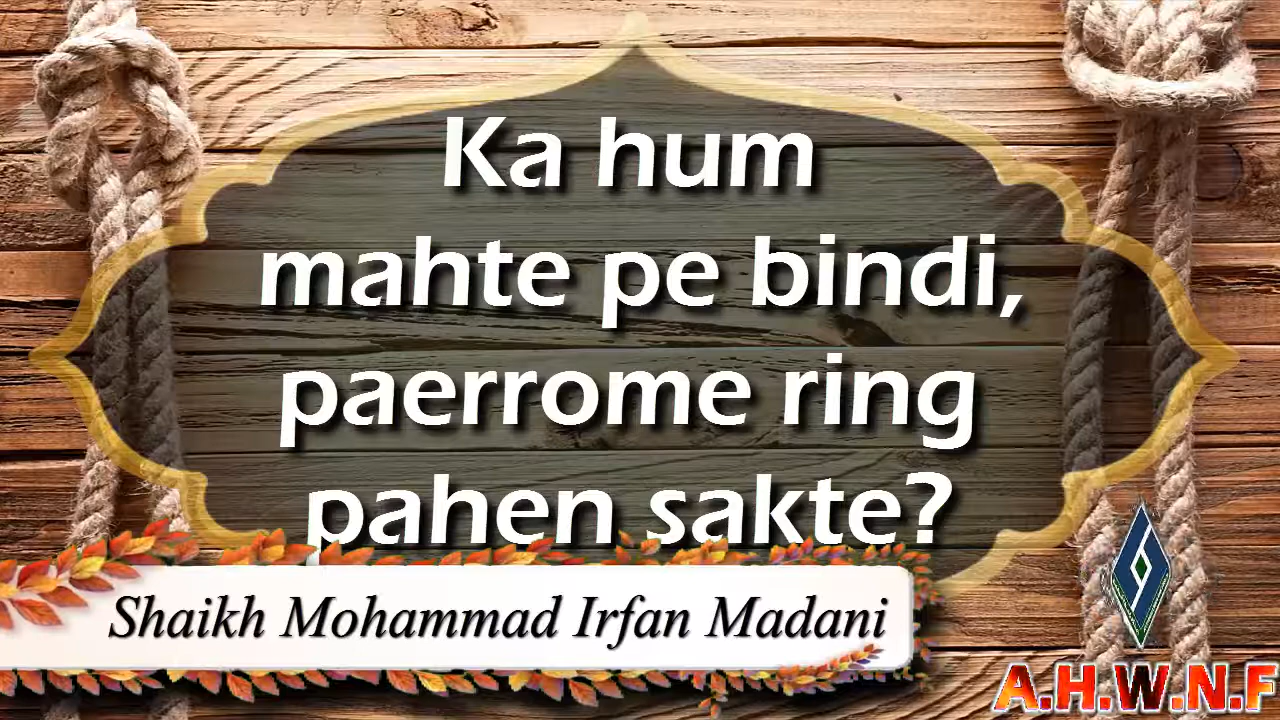 Ka hum
mahte pe bindi,
paerrome ring
pahen sakte?
Shaikh Mohammad Irfan Madani
A.H.W.N.F